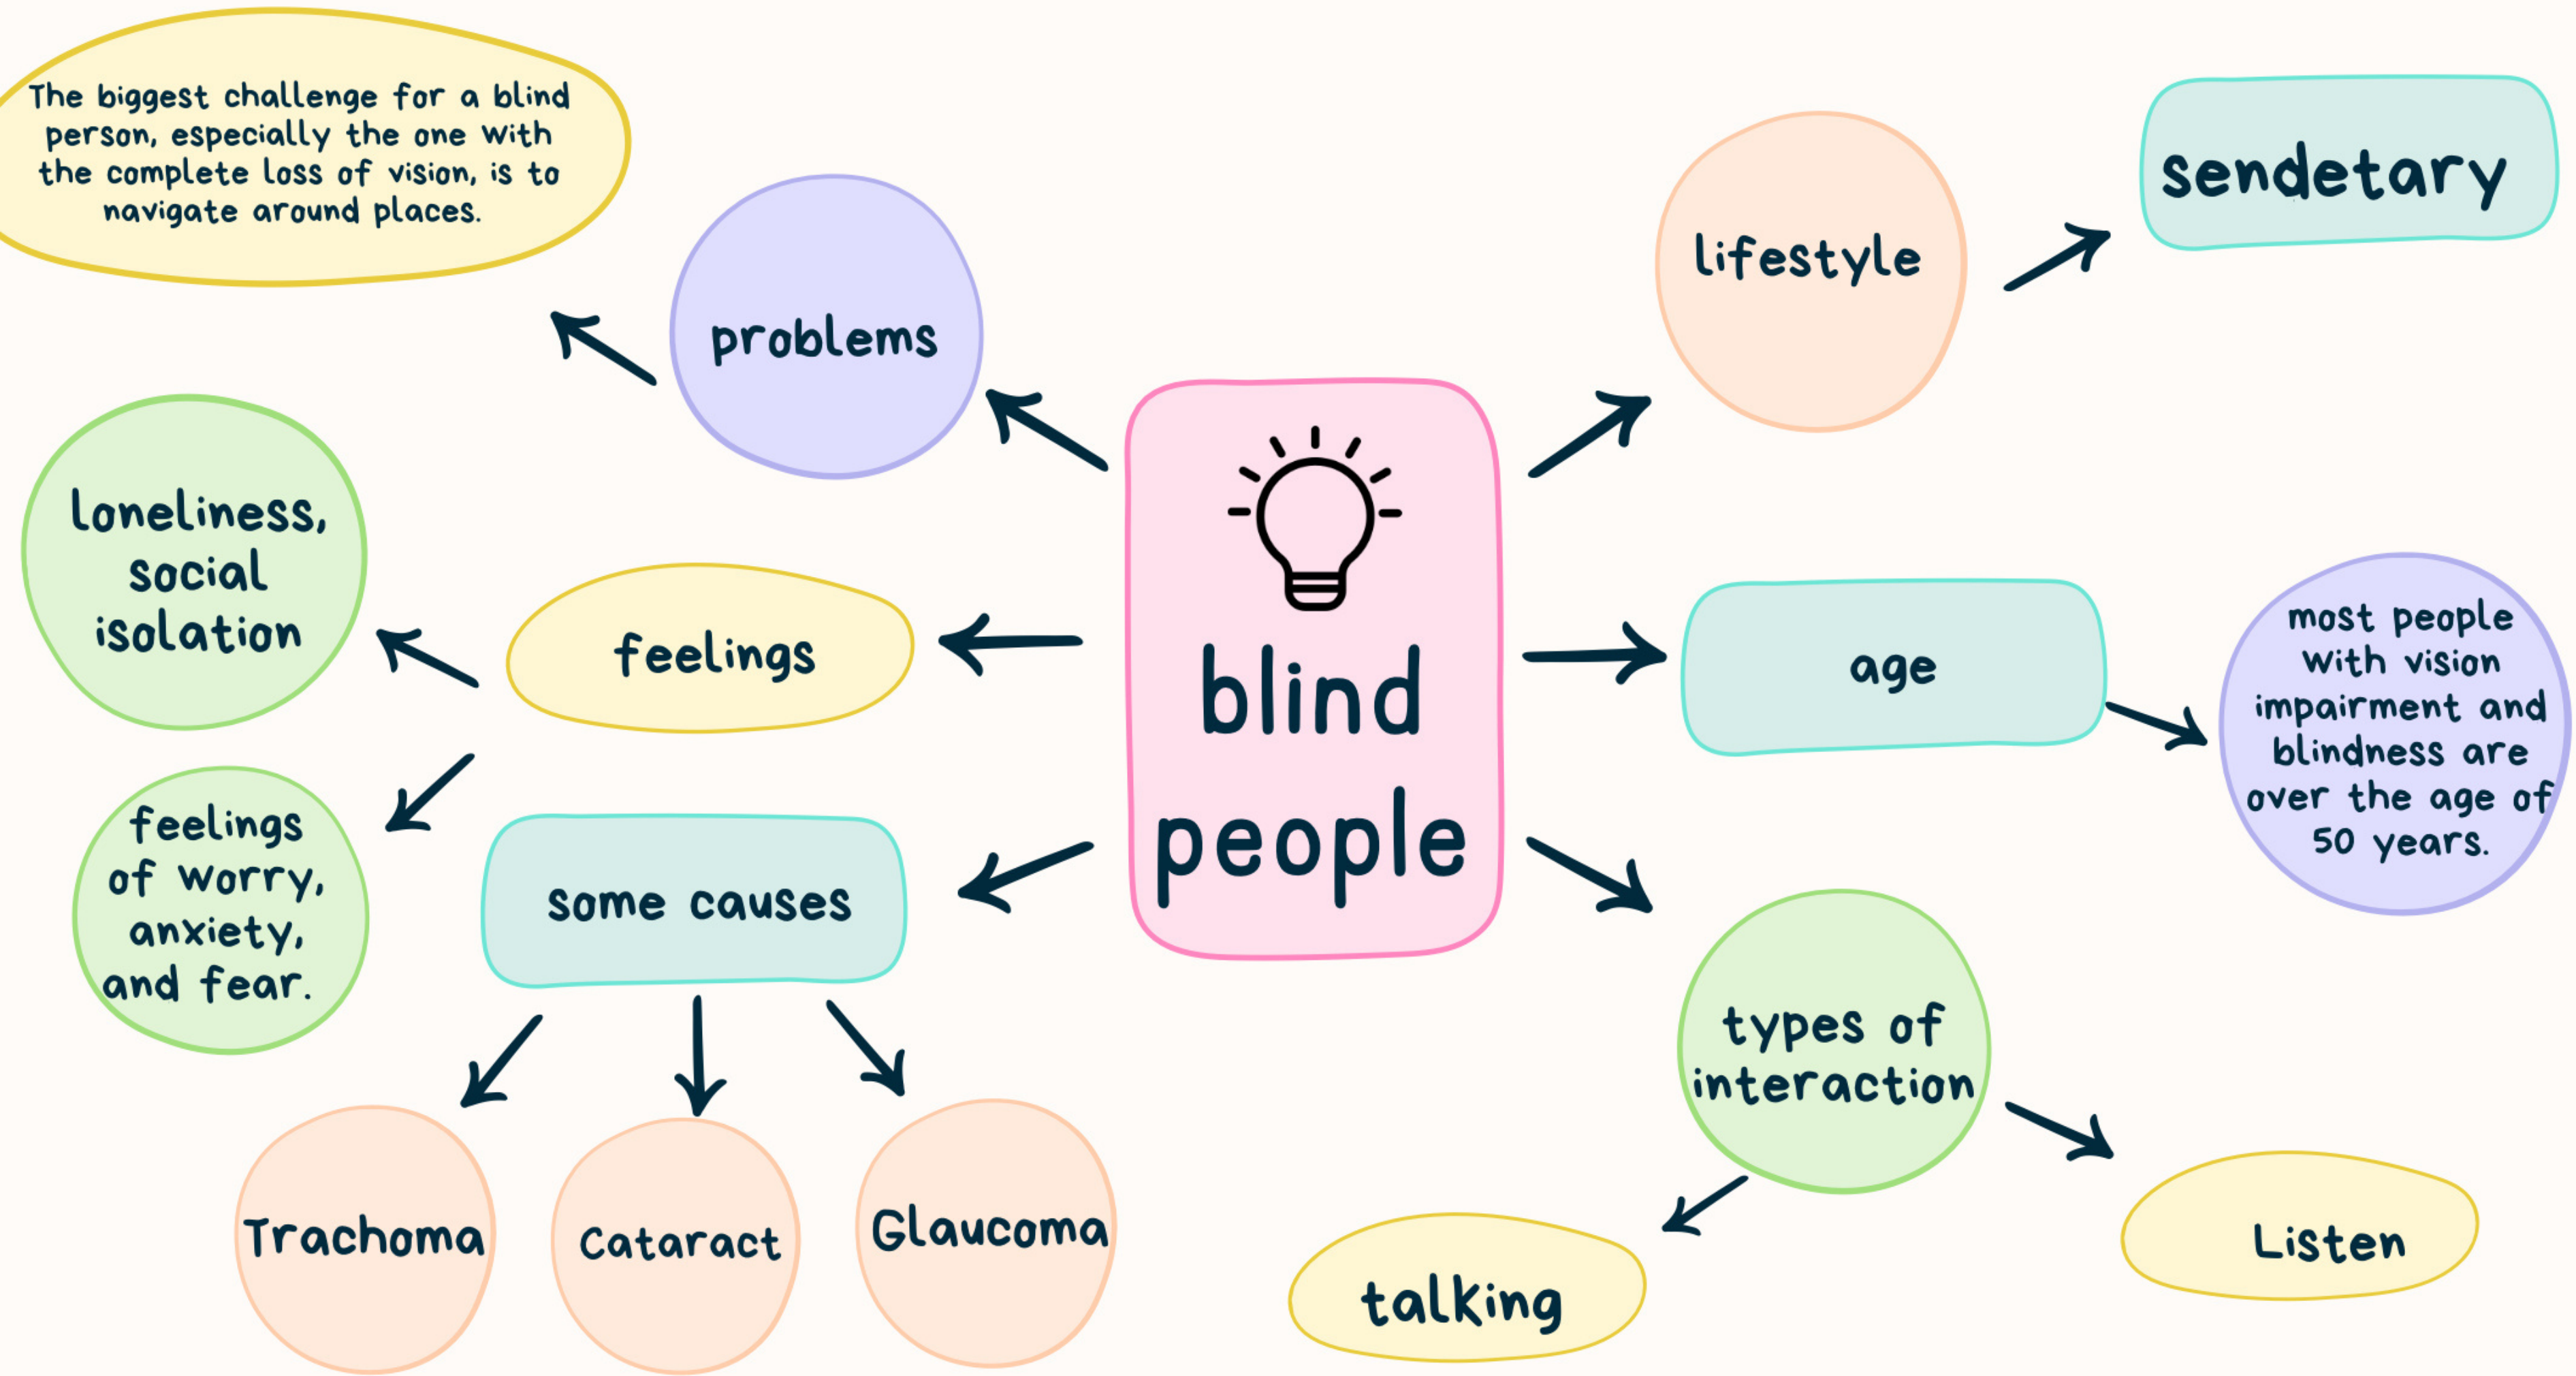 The biggest challenge for a blind
person, especially the one with
the complete loss of vision, is to
navigate around places.
problems
lifestyle
sendetary
loneliness,
social
isolation
feelings
blind
people
age
most people
with vision
impairment and
blindness are
over the age of
50 years.
feelings
of worry,
anxiety,
and fear.
some causes
types of
interaction
Trachoma
Cataract
Glaucoma
talking
Listen